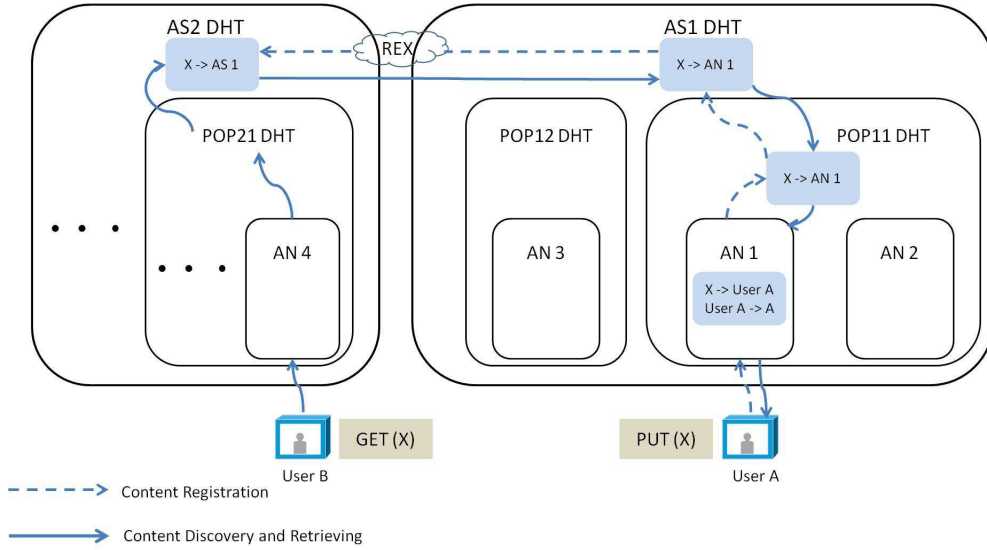 AS2 DHT
REX
AS1 DHT
X -> AS 1
X -> AN 1
POP21 DHT
POP12 DHT
POP11 DHT
X -> AN 1
AN 4
AN 3
AN 1
AN 2
X -> User A
User A -> A
GET (X)
PUT (X)
User B
User A
Content Registration
Content Discovery and Retrieving